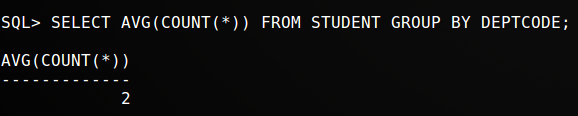 SQL> SELECT AVG(COUNT(*)) FROM STUDENT GROUP BY DEPTCODE;
AVG(COUNT(*))
-------------
2